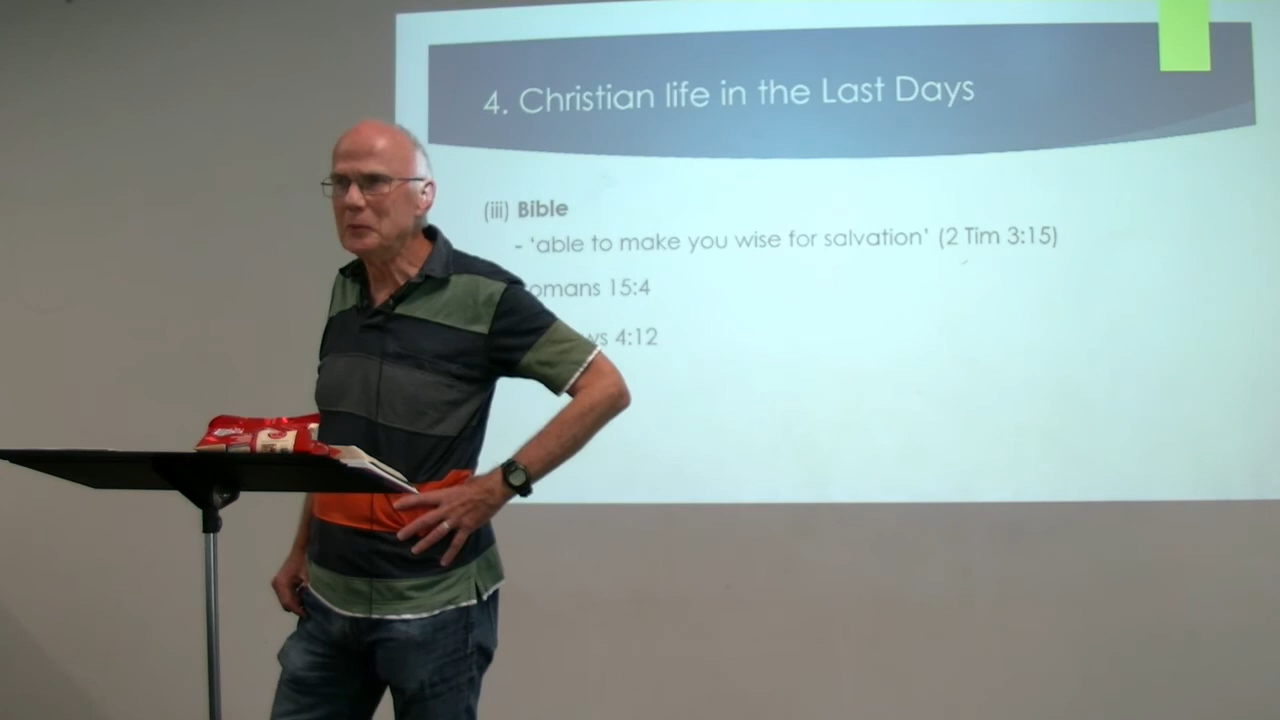 4. Christian life in the Last Days
(iii) Bible
- ‘able to make you wise for salvation’ (2 Tim 3:15)
omans 15:4
ws 4:12